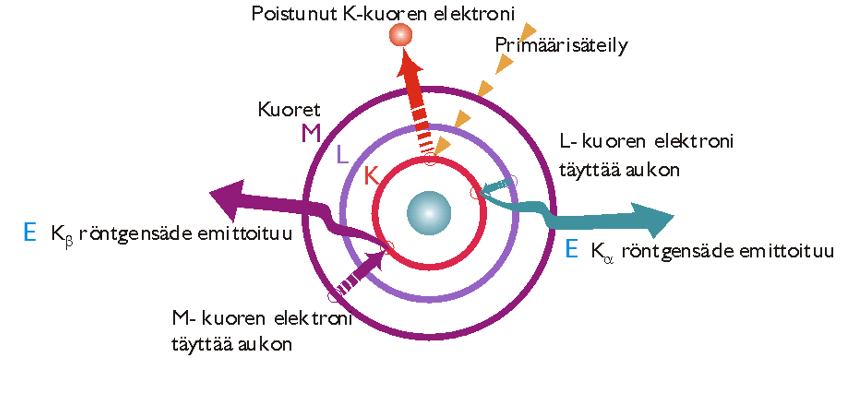 Poistunut K-kuoren elektroni
Primäärisäteily
Kuoret
M
L
K
L- kuoren elektroni
täyttää aukon
E Kβ röntgensäde emittoituu
E Kα röntgensäde emittoituu
M- kuoren elektroni
täyttää aukon